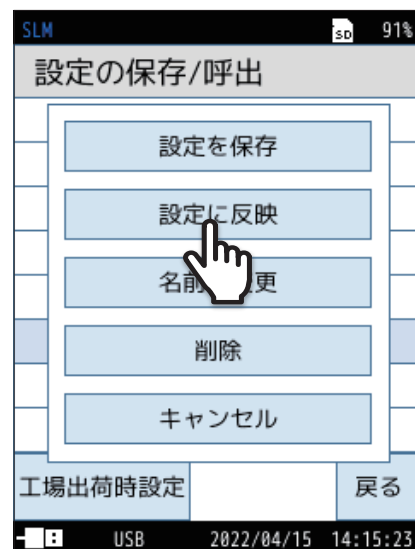 SLM SD 91%
設定の保存/呼出
設定を保存
設定に反映
名前 更
削除
キャンセル
工場出荷時設定 戻る
USB 2022/04/15 14:15:23